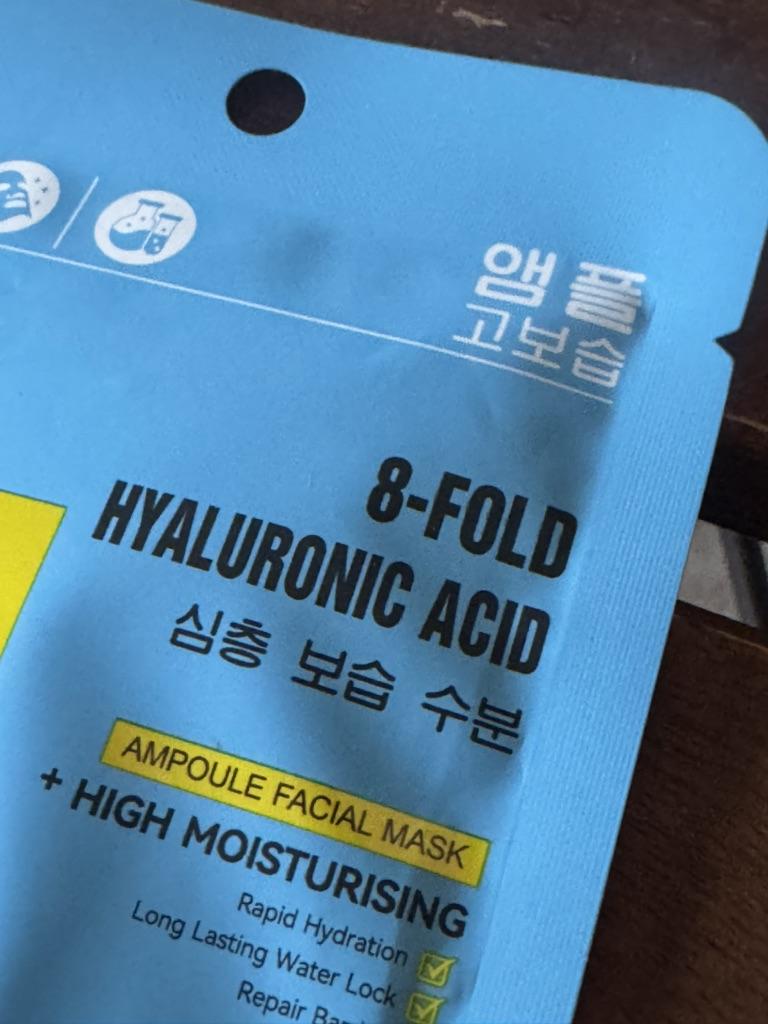 앰플
고보습
8-FOLD
HYALURONIC ACID
심층 보습 수분
AMPOULE FACIAL MASK
+ HIGH MOISTURISING
Rapid Hydration
Long Lasting Water Lock
Repair